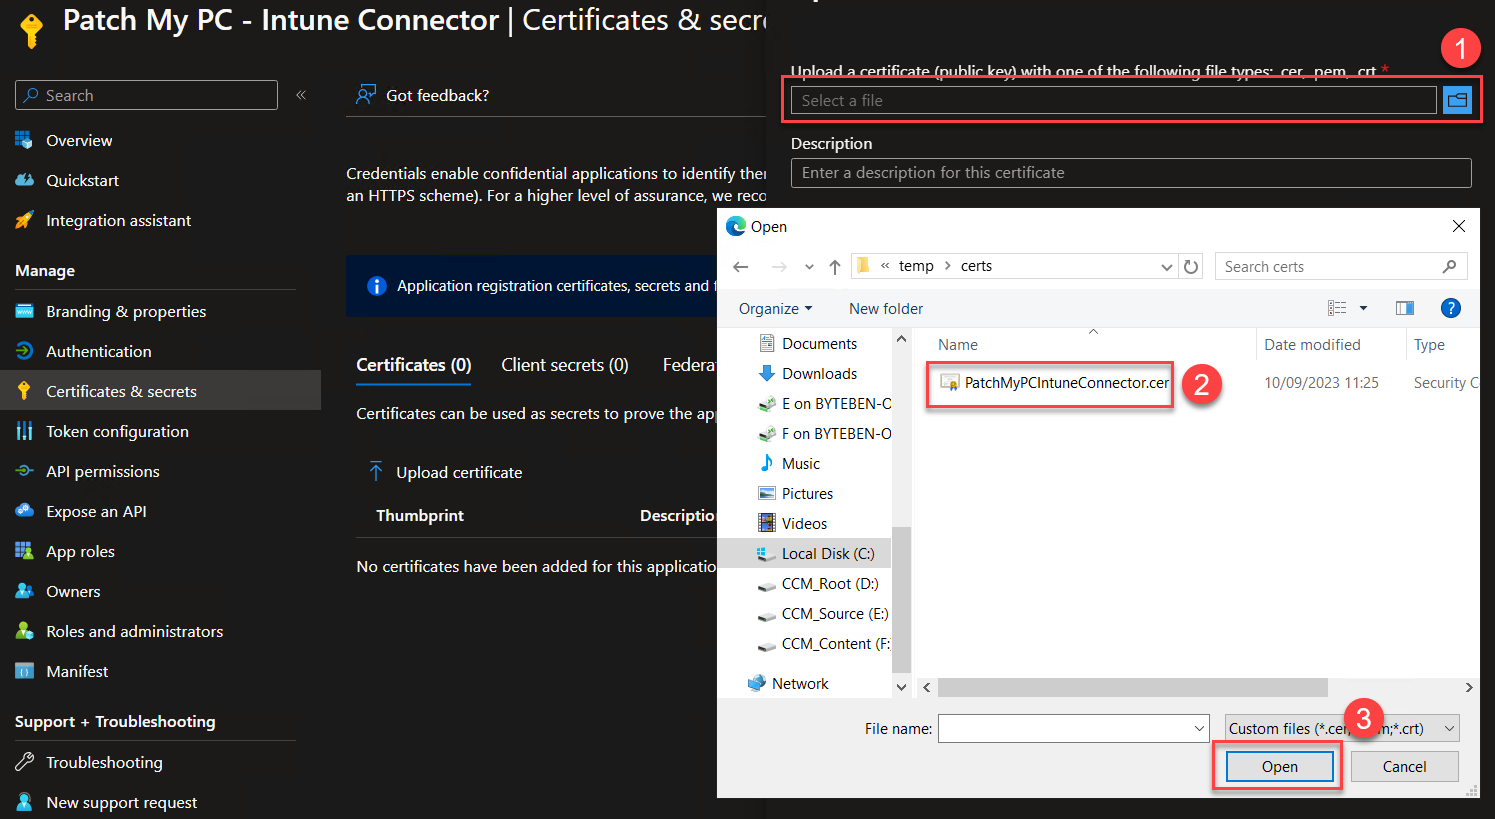 Patch My PC - Intune Connector | Certificates & secre
Search
«
Overview
Quickstart
Integration assistant
Manage
Branding & properties
Authentication
Certificates & secrets
Token configuration
API permissions
Expose an API
App roles
Owners
Roles and administrators
Manifest
Support + Troubleshooting
Troubleshooting
New support request
Got feedback?
Credentials enable confidential applications to identify ther
an HTTPS scheme). For a higher level of assurance, we reco
Application registration certificates, secrets and f
Certificates (0) Client secrets (0) Federa
Certificates can be used as secrets to prove the app
Upload certificate
Thumbprint Description
No certificates have been added for this application
1
Upload a certificate (public key) with one of the following file types: .cer, .pem, .crt *
Select a file
Description
Enter a description for this certificate
Open
« temp > certs
Search certs
Organize New folder
Documents
Downloads
E on BYTEBEN-O
F on BYTEBEN-O
Music
Pictures
Videos
Local Disk (C:)
CCM_Root (D:)
CCM_Source (E:)
CCM_Content (F:
Network
Name Date modified Type
PatchMyPCIntuneConnector.cer 2 10/09/2023 11:25 Security C
File name:
Custom files (*.cer; m;*.crt)
3
Open Cancel